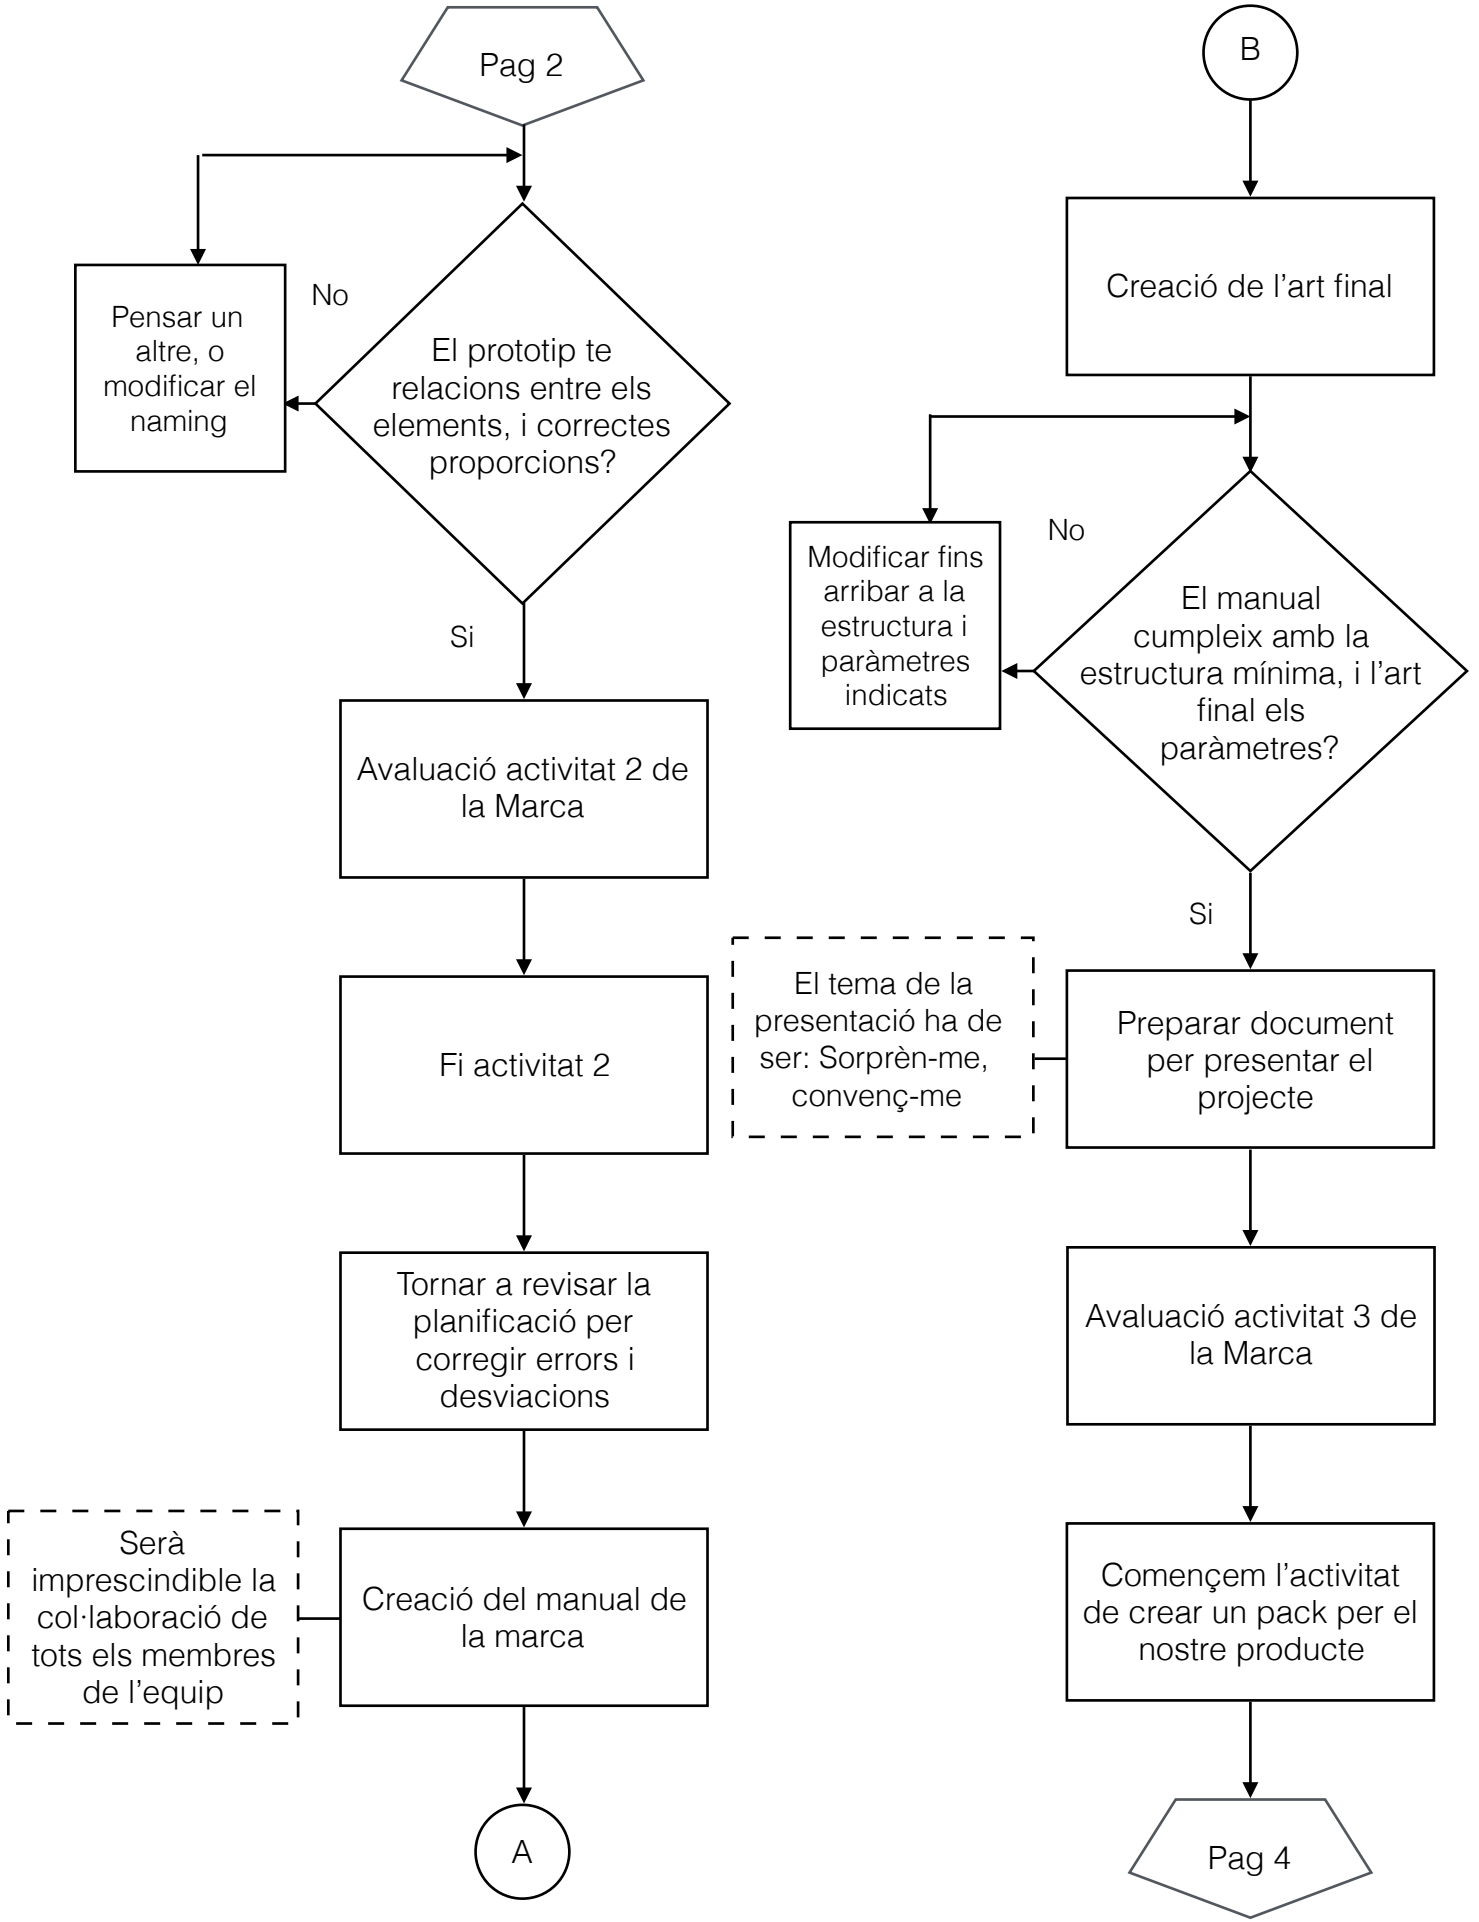 Pag 2
No
Pensar un
altre, o
modificar el
naming
El prototip te
relacions entre els
elements, i correctes
proporcions?
Si
Avaluació activitat 2 de
la Marca
Fi activitat 2
Tornar a revisar la
planificació per
corregir errors i
desviacions
Serà
imprescindible la
col·laboració de
tots els membres
de l’equip
Creació del manual de
la marca
A
B
Creació de l’art final
No
Modificar fins
arribar a la
estructura i
paràmetres
indicats
El manual
cumpleix amb la
estructura mínima, i l’art
final els
paràmetres?
Si
El tema de la
presentació ha de
ser: Sorprèn-me,
convenç-me
Preparar document
per presentar el
projecte
Avaluació activitat 3 de
la Marca
Començem l’activitat
de crear un pack per el
nostre producte
Pag 4